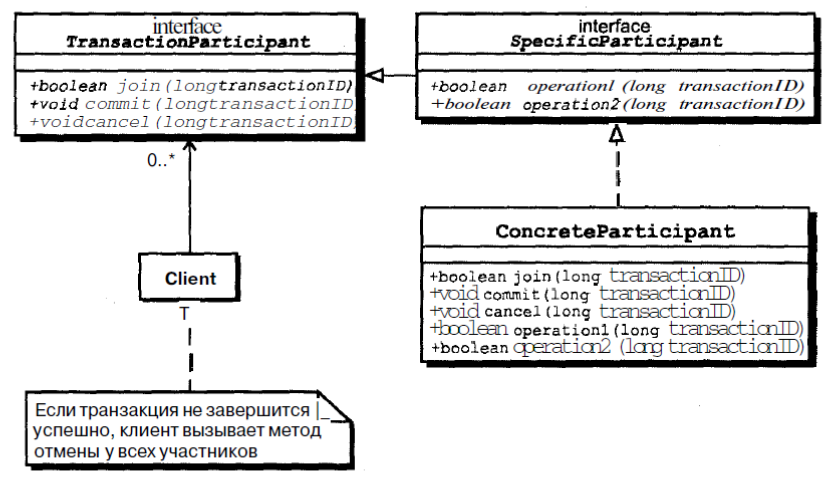 interface
TransactionParticipant
+boolean join(longtransactionID)
+void commit(longtransactionID)
+voidcancel(longtransactionID
interface
SpecificParticipant
+boolean operationl (long transactionID)
+boolean operation2 (long transactionID)
0..*
Client
T
ConcreteParticipant
+boolean join(long transactionID)
+void commit(long transactionID)
+void cancel(long transactionID)
+boolean operation1(long transactionID)
+boolean operation2 (long transactionID)
Если транзакция не завершится
успешно, клиент вызывает метод
отмены у всех участников